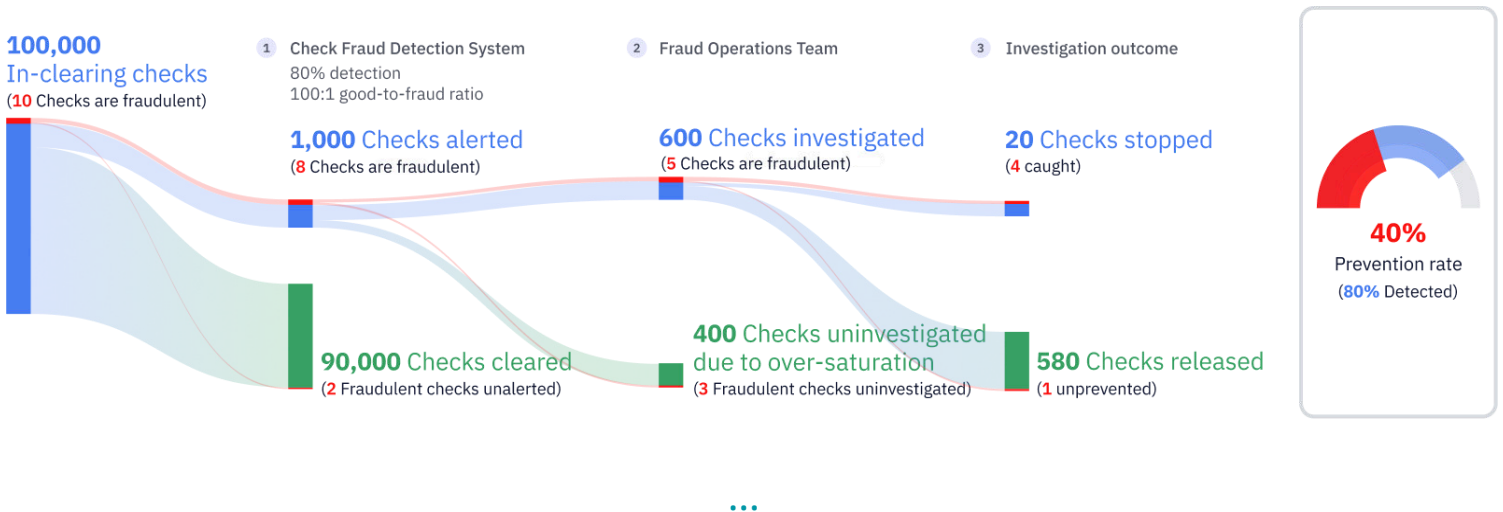 100,000
In-clearing checks
(10 Checks are fraudulent)
1
Check Fraud Detection System
80% detection
100:1 good-to-fraud ratio
1,000 Checks alerted
(8 Checks are fraudulent)
90,000 Checks cleared
(2 Fraudulent checks unalerted)
2
Fraud Operations Team
600 Checks investigated
(5 Checks are fraudulent)
400 Checks uninvestigated
due to over-saturation
(3 Fraudulent checks uninvestigated)
3
Investigation outcome
20 Checks stopped
(4 caught)
580 Checks released
(1 unprevented)
40%
Prevention rate
(80% Detected)